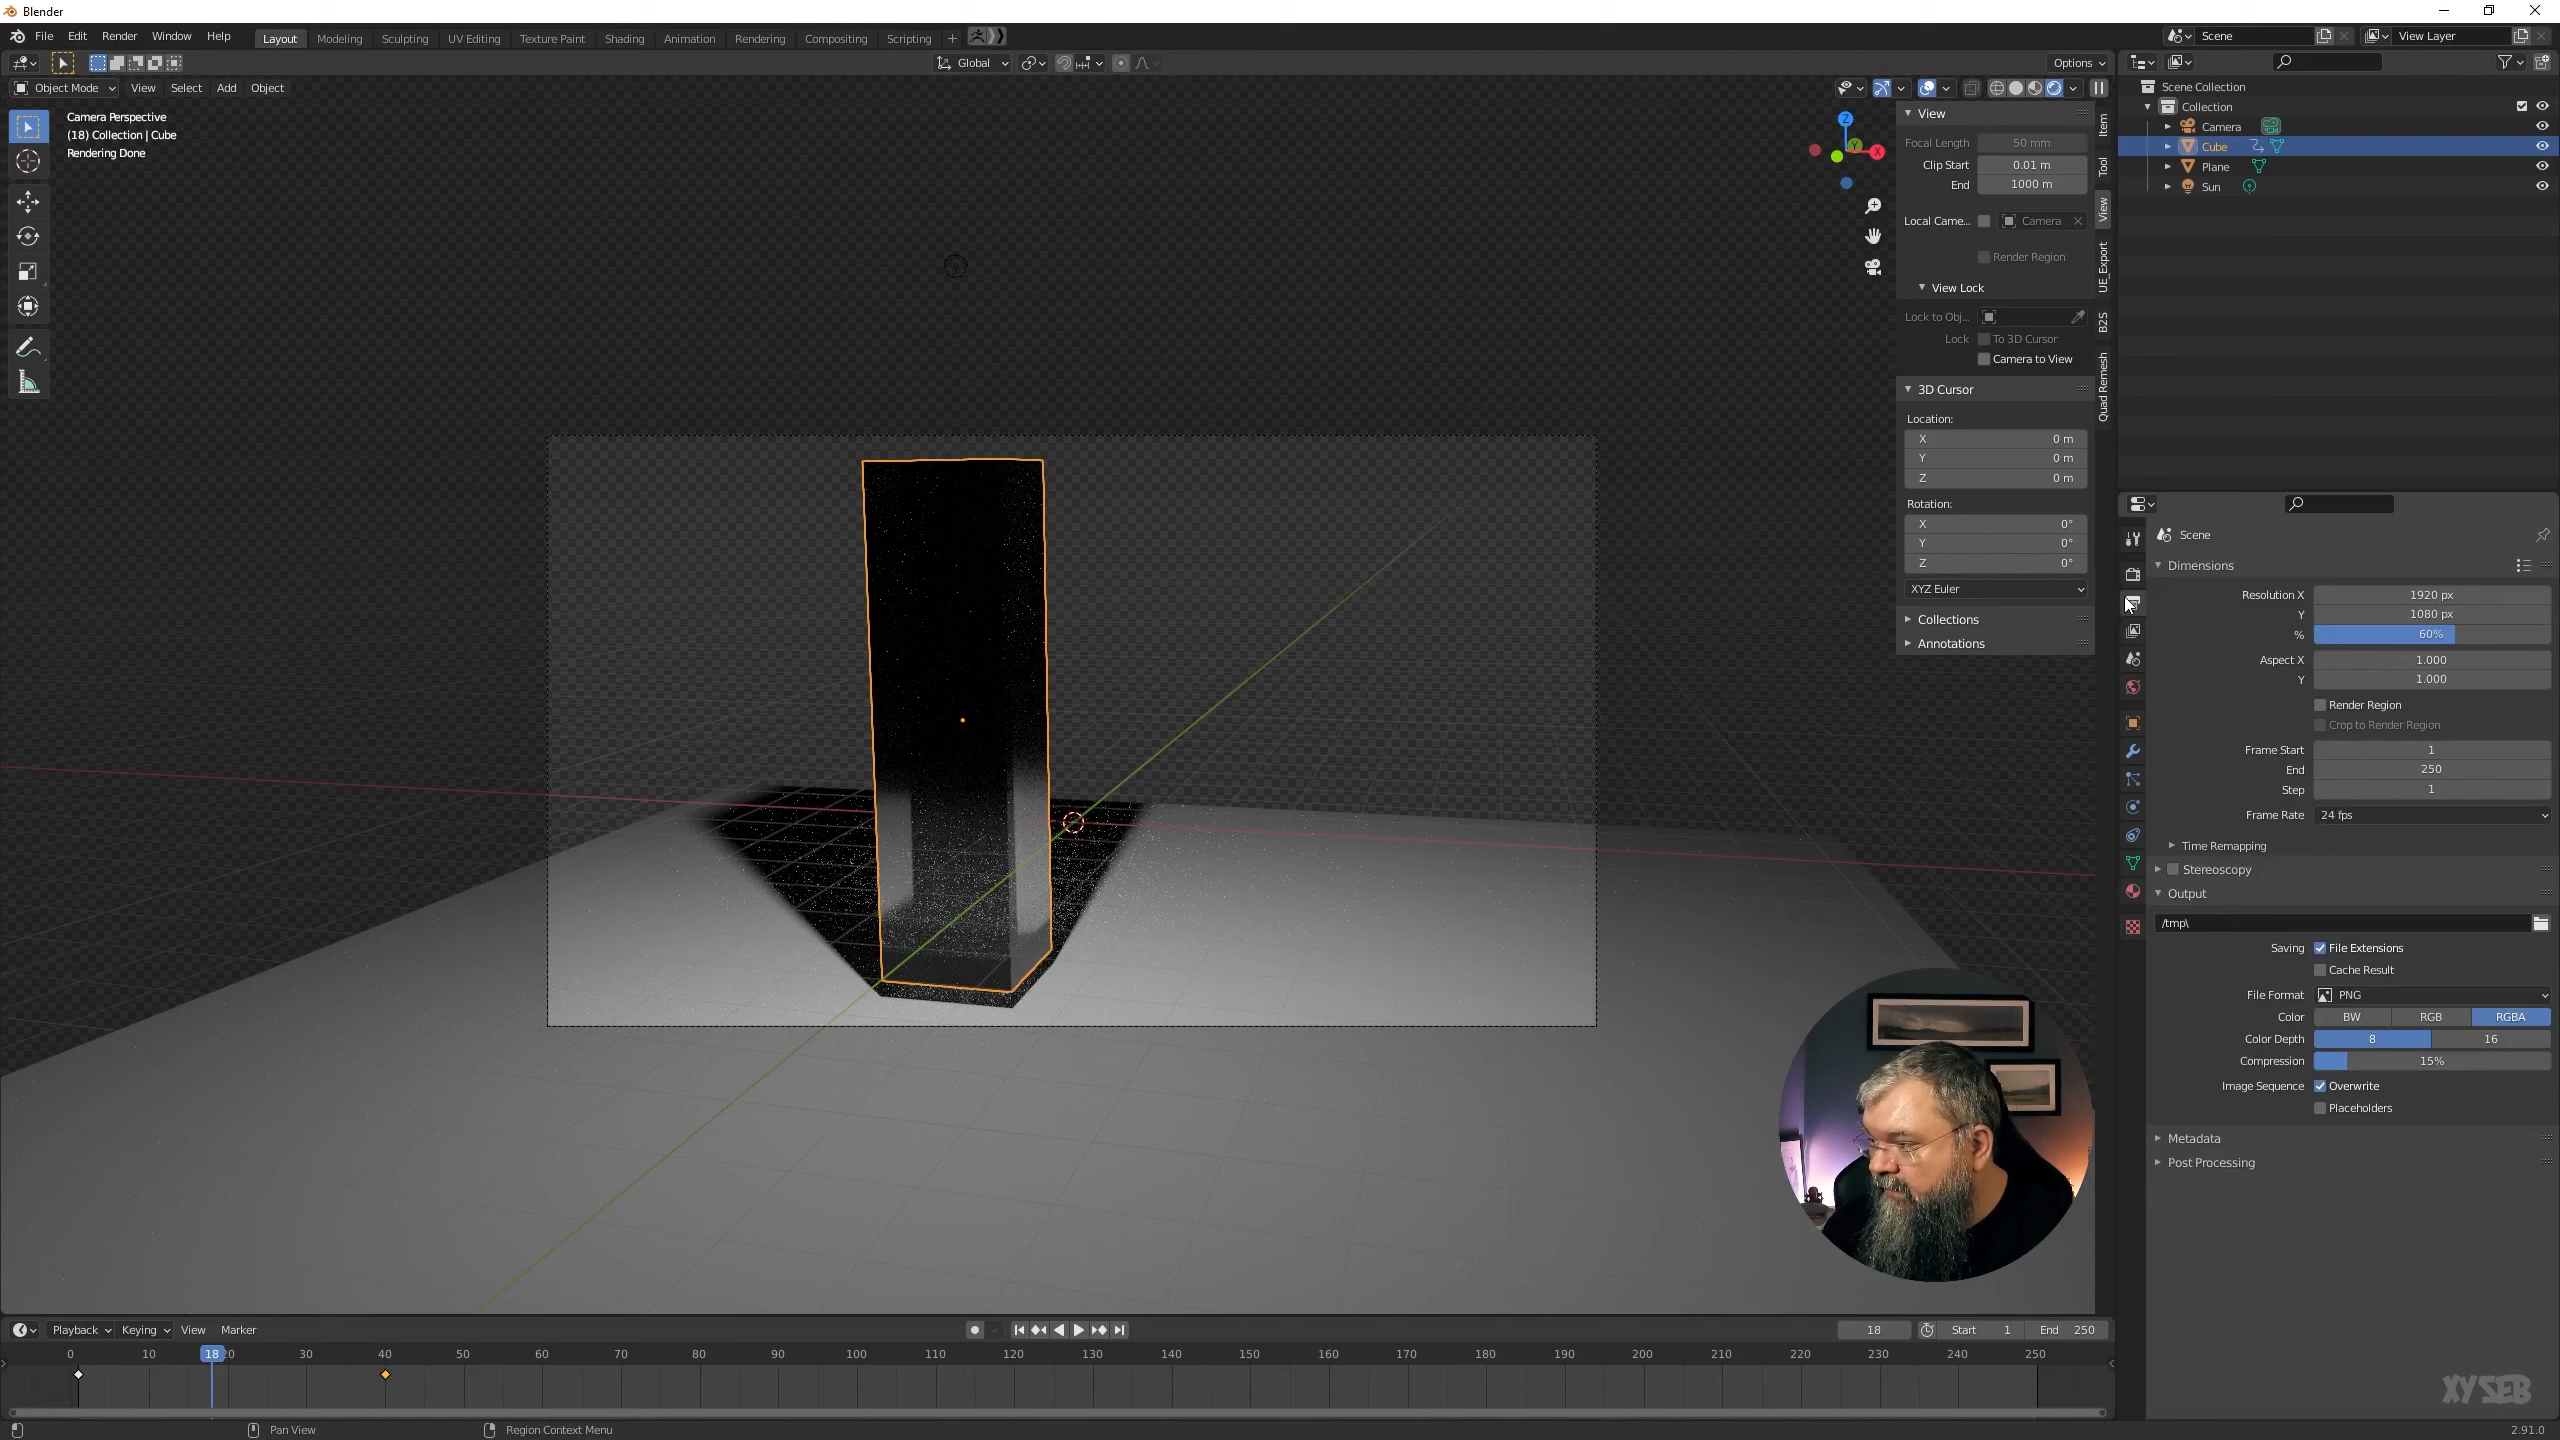 Blender
File Edit Render Window Help Layout Modeling Sculpting UV Editing Texture Paint Shading Animation Rendering Compositing Scripting + Scene View Layer
Global Options
Object Mode View Select Add Object
Camera Perspective
(18) Collection | Cube
Rendering Done
Z
Y
X
View
Focal Length 50 mm
Clip Start 0.01 m
End 1000 m
Local Came... Camera
Render Region
View Lock
Lock to Obj...
Lock To 3D Cursor
Camera to View
3D Cursor
Location:
X 0 m
Y 0 m
Z 0 m
Rotation:
X 0°
Y 0°
Z 0°
XYZ Euler
Collections
Annotations
Item
Tool
View
UE_Export
B2S
Quad Remesh
Scene Collection
Collection
Camera
Cube
Plane
Sun
Scene
Dimensions
Resolution X 1920 px
Y 1080 px
% 60%
Aspect X 1.000
Y 1.000
Render Region
Crop to Render Region
Frame Start 1
End 250
Step 1
Frame Rate 24 fps
Time Remapping
Stereoscopy
Output
/tmp\
Saving File Extensions
Cache Result
File Format PNG
Color BW RGB RGBA
Color Depth 8 16
Compression 15%
Image Sequence Overwrite
Placeholders
Metadata
Post Processing
Playback Keying View Marker 18 Start 1 End 250
0 10 18 20 30 40 50 60 70 80 90 100 110 120 130 140 150 160 170 180 190 200 210 220 230 240 250
XYSEB
Pan View Region Context Menu 2.91.0